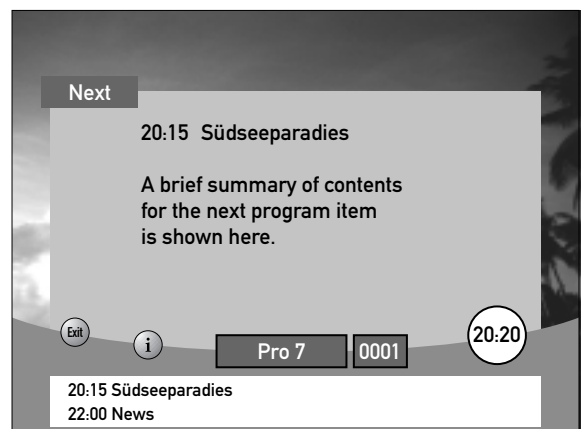 Next
20:15 Südseeparadies
A brief summary of contents
for the next program item
is shown here.
Exit
i
Pro 7
0001
20:20
20:15 Südseeparadies
22:00 News